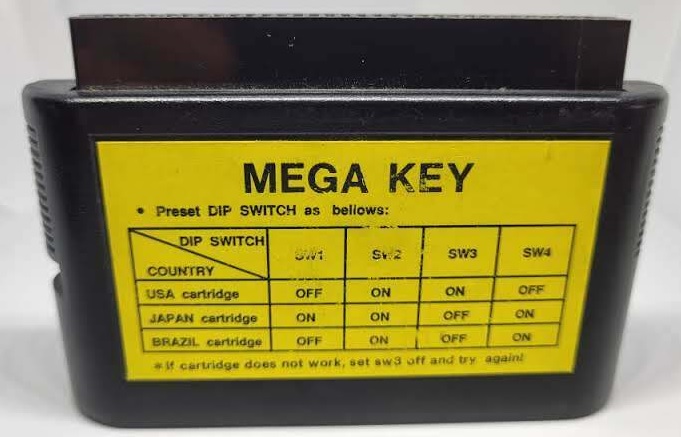 MEGA KEY
• Preset DIP SWITCH as bellows:
DIP SWITCH
COUNTRY
SW1 SW2 SW3 SW4
USA cartridge OFF ON ON OFF
JAPAN cartridge ON ON OFF ON
BRAZIL cartridge OFF ON OFF ON
*If cartridge does not work, set sw3 off and try again!